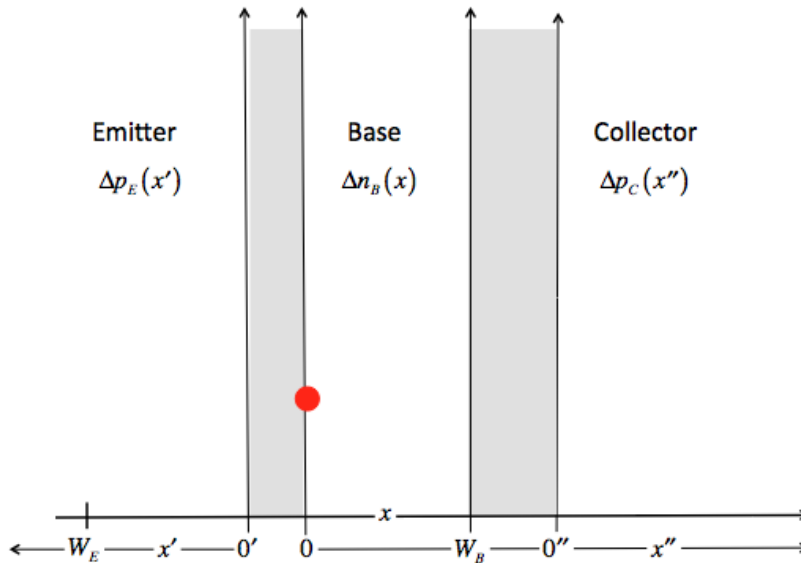 Emitter Base Collector
Δp_E(x′) Δn_B(x) Δp_C(x″)
x
W_E x′ 0′ 0 W_B 0″ x″